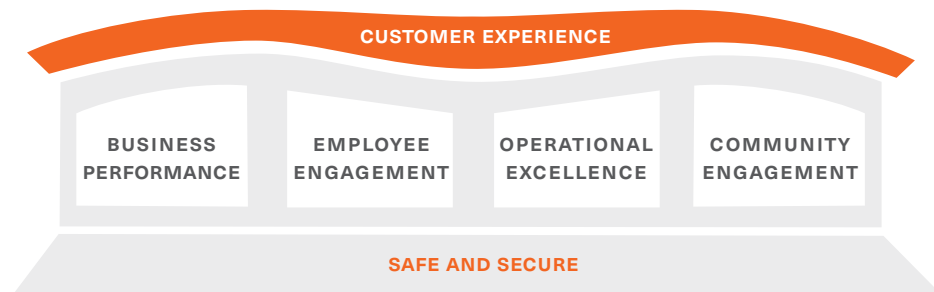 CUSTOMER EXPERIENCE
BUSINESS
PERFORMANCE
EMPLOYEE
ENGAGEMENT
OPERATIONAL
EXCELLENCE
COMMUNITY
ENGAGEMENT
SAFE AND SECURE